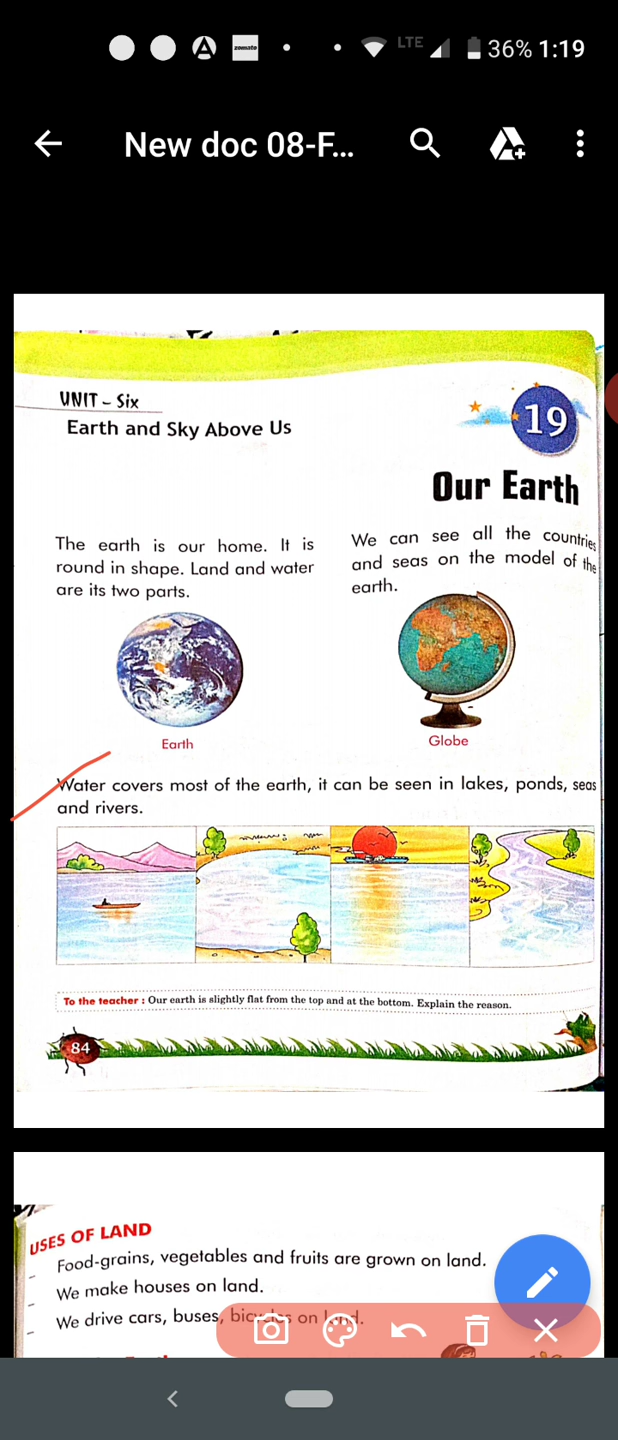 zomato LTE 36% 1:19
New doc 08-F...
UNIT - Six
Earth and Sky Above Us
19
Our Earth
The earth is our home. It is
round in shape. Land and water
are its two parts.
We can see all the countries
and seas on the model of the
earth.
Earth
Globe
Water covers most of the earth, it can be seen in lakes, ponds, seas
and rivers.
To the teacher : Our earth is slightly flat from the top and at the bottom. Explain the reason.
84
USES OF LAND
Food-grains, vegetables and fruits are grown on land.
We make houses on land.
We drive cars, buses, bicycles on land.